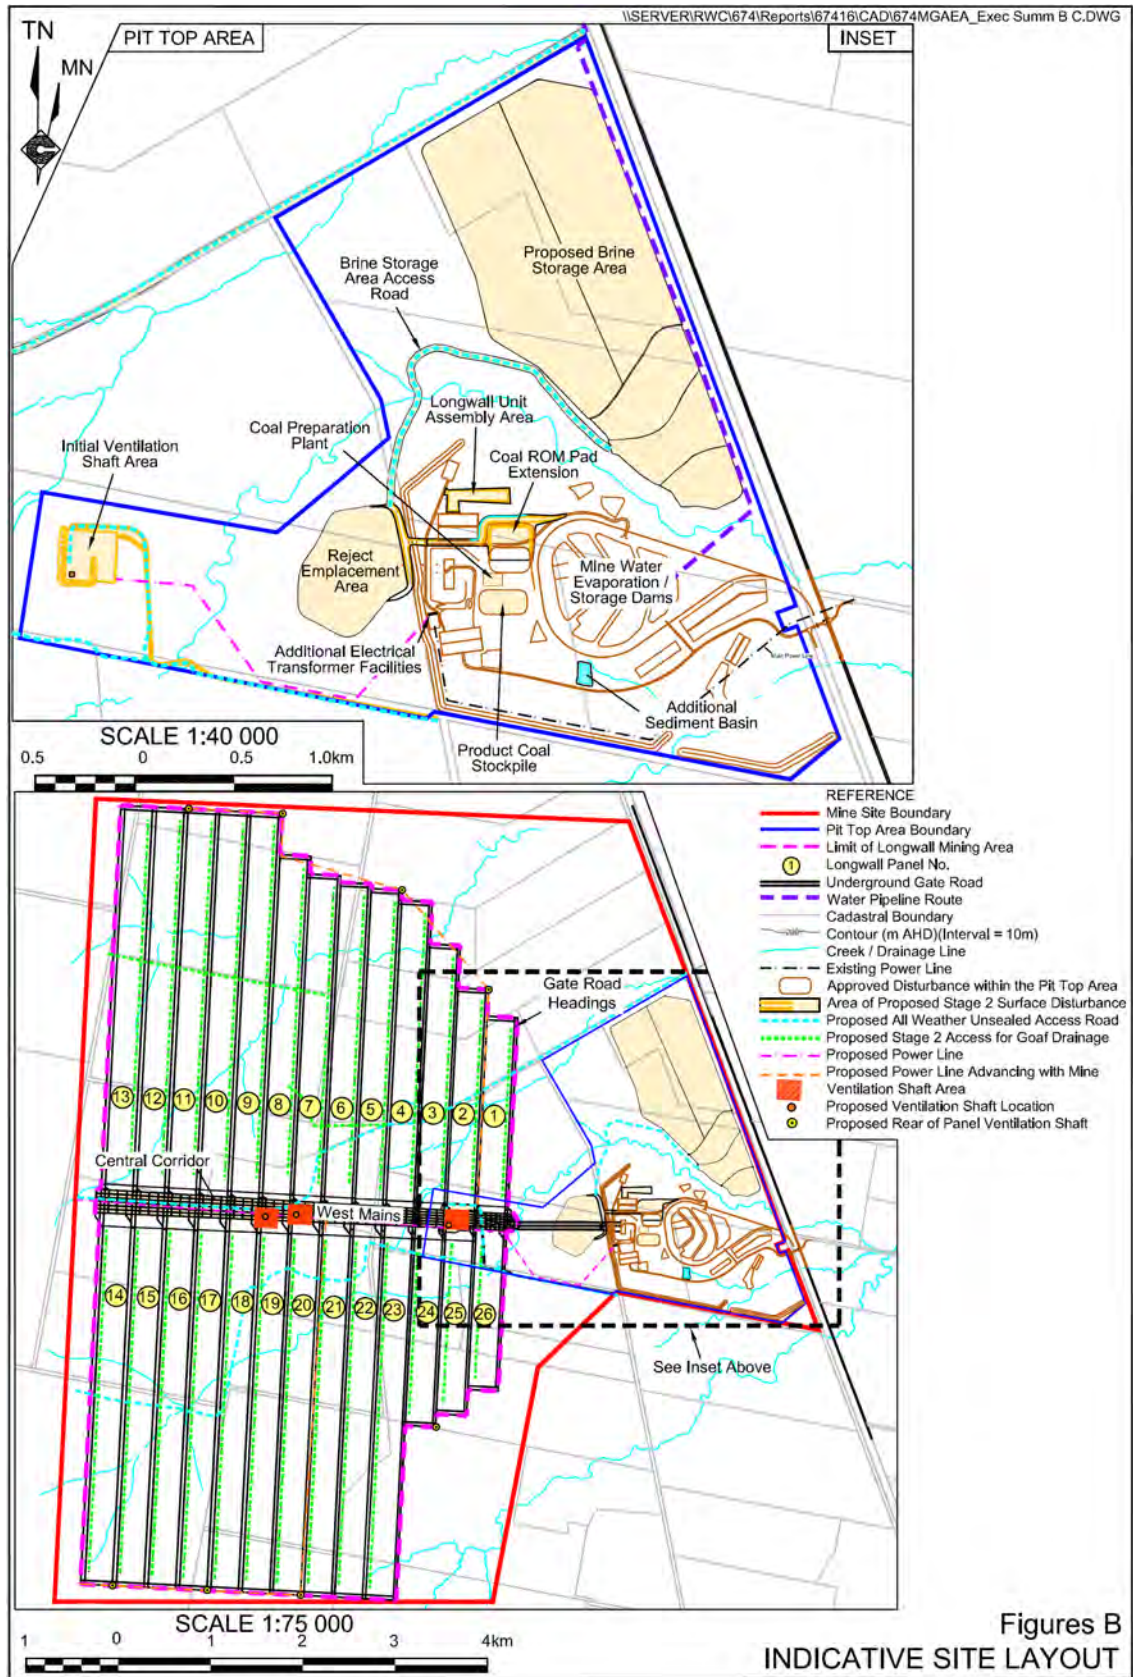 \\SERVER\RWC\674\Reports\67416\CAD\674MGAEA_Exec Summ B C.DWG
TN
MN
PIT TOP AREA
INSET
Proposed Brine
Storage Area
Brine Storage
Area Access
Road
Longwall Unit
Assembly Area
Coal Preparation
Plant
Coal ROM Pad
Extension
Initial Ventilation
Shaft Area
Reject
Emplacement
Area
Mine Water
Evaporation /
Storage Dams
Additional Electrical
Transformer Facilities
Main Power Line
Additional
Sediment Basin
Product Coal
Stockpile
SCALE 1:40 000
0.5 0 0.5 1.0km
REFERENCE
Mine Site Boundary
Pit Top Area Boundary
Limit of Longwall Mining Area
1 Longwall Panel No.
Underground Gate Road
Water Pipeline Route
Cadastral Boundary
Contour (m AHD)(Interval = 10m)
Creek / Drainage Line
Existing Power Line
Approved Disturbance within the Pit Top Area
Area of Proposed Stage 2 Surface Disturbance
Proposed All Weather Unsealed Access Road
Proposed Stage 2 Access for Goaf Drainage
Proposed Power Line
Proposed Power Line Advancing with Mine
Ventilation Shaft Area
Proposed Ventilation Shaft Location
Proposed Rear of Panel Ventilation Shaft
Gate Road
Headings
13 12 11 10 9 8 7 6 5 4 3 2 1
Central Corridor
West Mains
14 15 16 17 18 19 20 21 22 23 24 25 26
See Inset Above
SCALE 1:75 000
1 0 1 2 3 4km
Figures B
INDICATIVE SITE LAYOUT